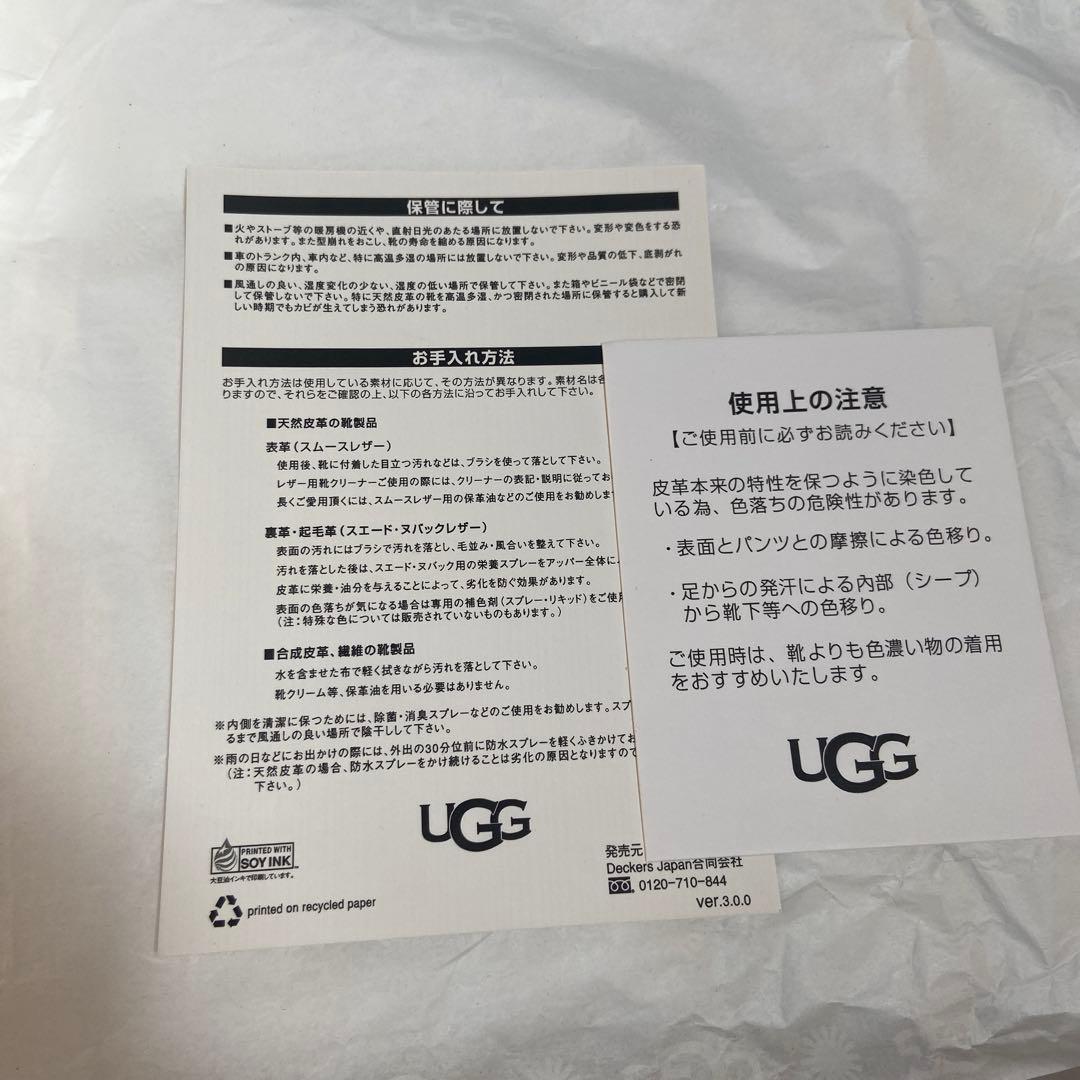 保管に際して
■火やストーブ等の暖房機の近くや、直射日光のあたる場所に放置しないで下さい。変形や変色をする恐
れがあります。また型崩れをおこし、靴の寿命を縮める原因になります。
■車のトランク内、車内など、特に高温多湿の場所には放置しないで下さい。変形や品質の低下、底剥がれ
の原因になります。
■風通しの良い、温度変化の少ない、湿度の低い場所で保管して下さい。また箱やビニール袋などで密閉
して保管しないで下さい。特に天然皮革の靴を高温多湿、かつ密閉された場所に保管すると購入して新
しい時期でもカビが生えてしまう恐れがあります。
お手入れ方法
お手入れ方法は使用している素材に応じて、その方法が異なります。素材名は各
りますので、それらをご確認の上、以下の各方法に沿ってお手入れして下さい。
■天然皮革の靴製品
表革（スムースレザー）
使用後、靴に付着した目立つ汚れなどは、ブラシを使って落として下さい。
レザー用靴クリーナーご使用の際には、クリーナーの表記・説明に従ってお
長くご愛用頂くには、スムースレザー用の保革油などのご使用をお勧めしま
裏革・起毛革（スエード・ヌバックレザー）
表面の汚れにはブラシで汚れを落とし、毛並み・風合いを整えて下さい。
汚れを落とした後は、スエード・ヌバック用の栄養スプレーをアッパー全体に
皮革に栄養・油分を与えることによって、劣化を防ぐ効果があります。
表面の色落ちが気になる場合は専用の補色剤（スプレー・リキッド）をご使用
（注：特殊な色については販売されていないものもあります。）
■合成皮革、繊維の靴製品
水を含ませた布で軽く拭きながら汚れを落として下さい。
靴クリーム等、保革油を用いる必要はありません。
※内側を清潔に保つためには、除菌・消臭スプレーなどのご使用をお勧めします。スプ
るまで風通しの良い場所で陰干しして下さい。
※雨の日などにお出かけの際には、外出の30分位前に防水スプレーを軽くふきかけてお
（注：天然皮革の場合、防水スプレーをかけ続けることは劣化の原因となりますので
下さい。）
UGG
PRINTED WITH
SOY INK
大豆油インキで印刷しています。
printed on recycled paper
発売元
Deckers Japan合同会社
0120-710-844
ver.3.0.0
使用上の注意
【ご使用前に必ずお読みください】
皮革本来の特性を保つように染色して
いる為、色落ちの危険性があります。
・表面とパンツとの摩擦による色移り。
・足からの発汗による内部（シープ）
から靴下等への色移り。
ご使用時は、靴よりも色濃い物の着用
をおすすめいたします。
UGG